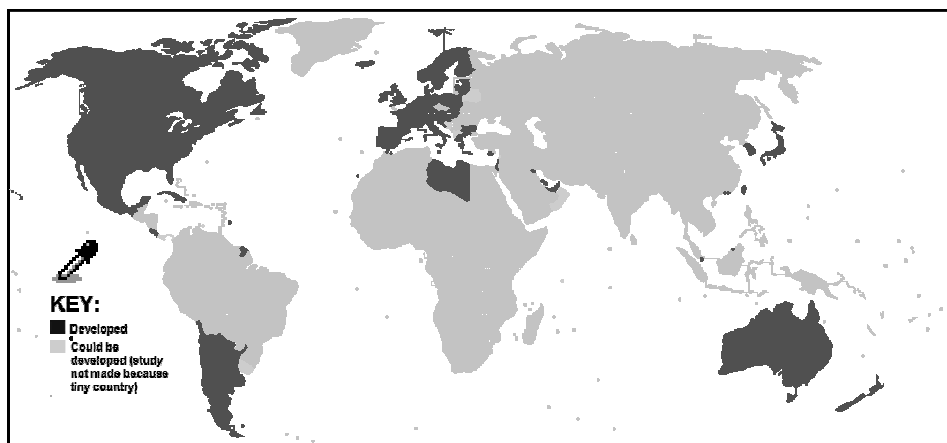 KEY:
Developed
Could be
developed (study
not made because
tiny country)